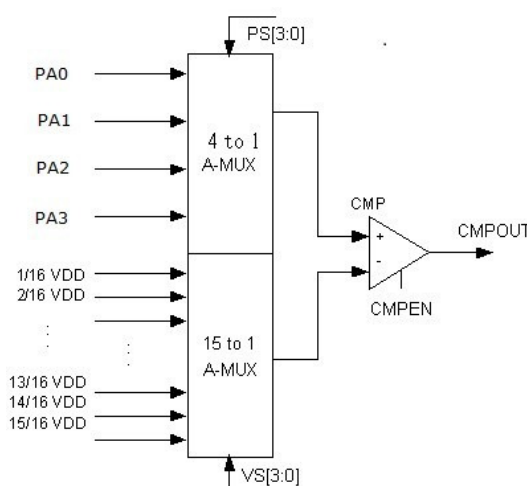 PS[3:0]
PA0
PA1
PA2
PA3
4 to 1
A-MUX
CMP
+
-
CMPOUT
CMPEN
1/16 VDD
2/16 VDD
15 to 1
A-MUX
13/16 VDD
14/16 VDD
15/16 VDD
VS[3:0]